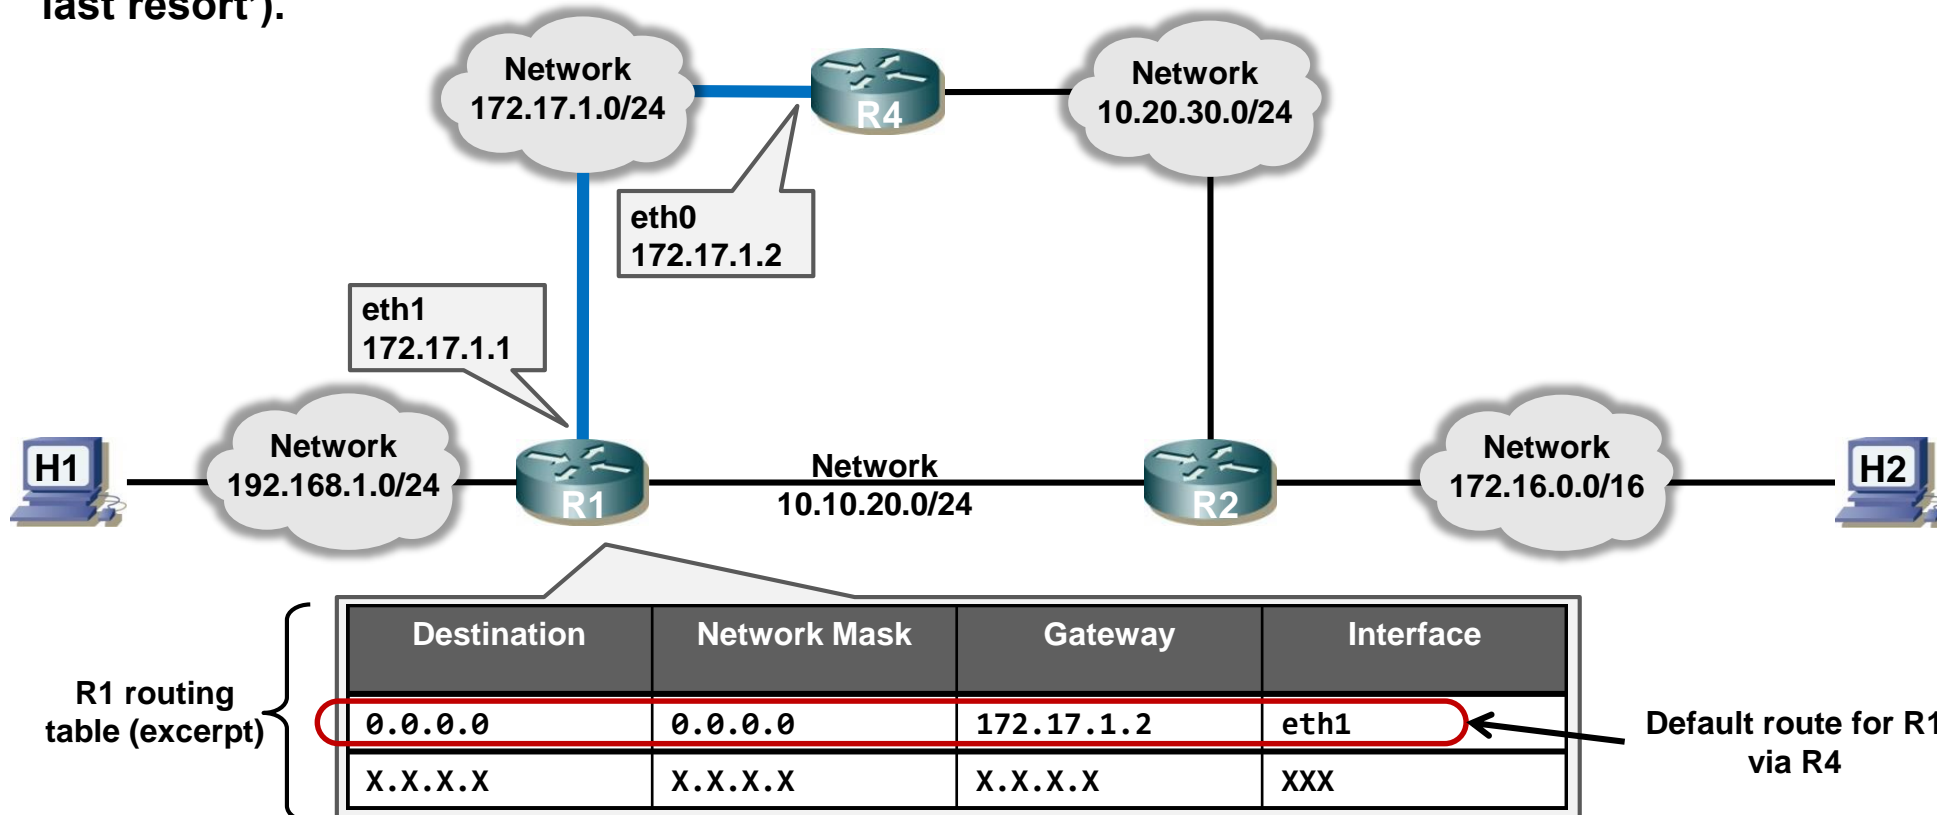 last resort’).
Network
172.17.1.0/24
R4
Network
10.20.30.0/24
eth0
172.17.1.2
eth1
172.17.1.1
H1
Network
192.168.1.0/24
R1
Network
10.10.20.0/24
R2
Network
172.16.0.0/16
H2
Destination Network Mask Gateway Interface
R1 routing
table (excerpt)
0.0.0.0 0.0.0.0 172.17.1.2 eth1
X.X.X.X X.X.X.X X.X.X.X XXX
Default route for R1
via R4